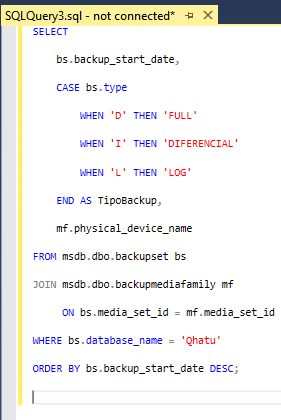 SQLQuery3.sql - not connected*
SELECT
bs.backup_start_date,
CASE bs.type
WHEN 'D' THEN 'FULL'
WHEN 'I' THEN 'DIFERENCIAL'
WHEN 'L' THEN 'LOG'
END AS TipoBackup,
mf.physical_device_name
FROM msdb.dbo.backupset bs
JOIN msdb.dbo.backupmediafamily mf
ON bs.media_set_id = mf.media_set_id
WHERE bs.database_name = 'Qhatu'
ORDER BY bs.backup_start_date DESC;